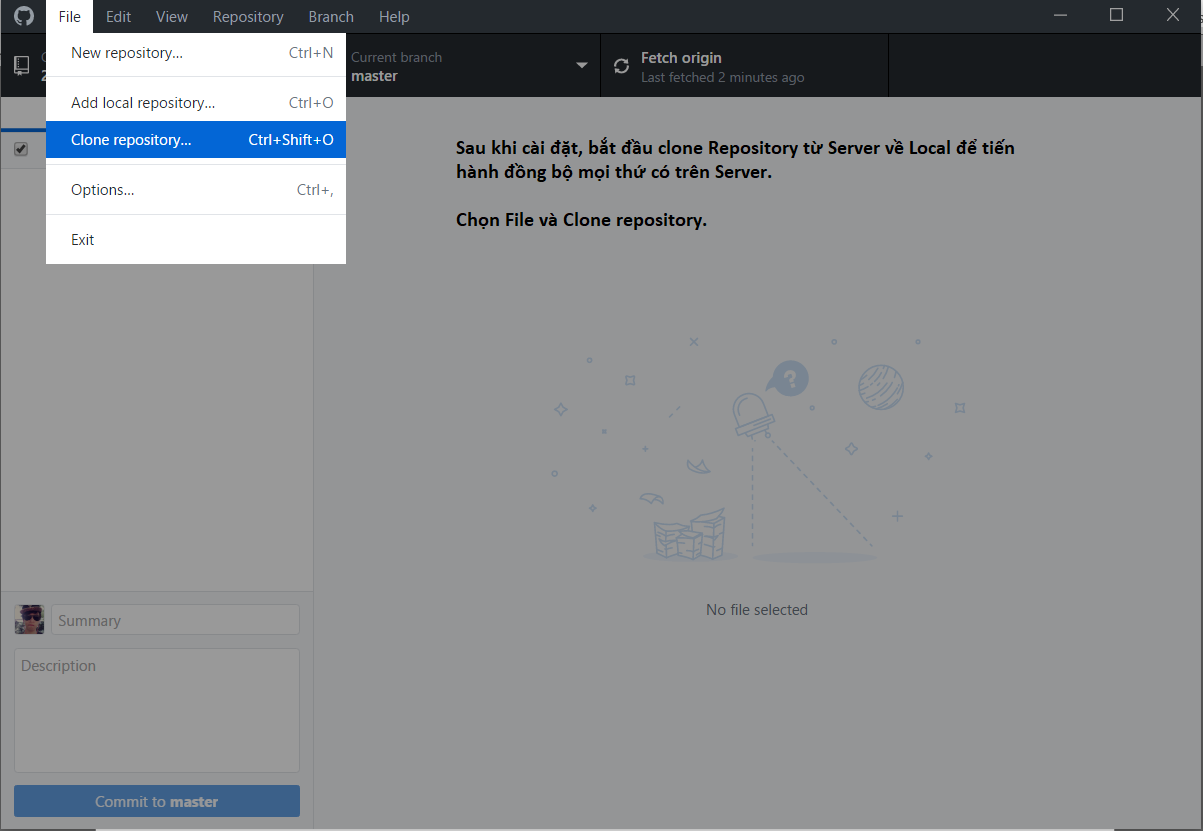 File Edit View Repository Branch Help
New repository... Ctrl+N
Add local repository... Ctrl+O
Clone repository... Ctrl+Shift+O
Options... Ctrl+,
Exit
Current branch
master
Fetch origin
Last fetched 2 minutes ago
Sau khi cài đặt, bắt đầu clone Repository từ Server về Local để tiến
hành đồng bộ mọi thứ có trên Server.
Chọn File và Clone repository.
?
No file selected
Summary
Description
Commit to master